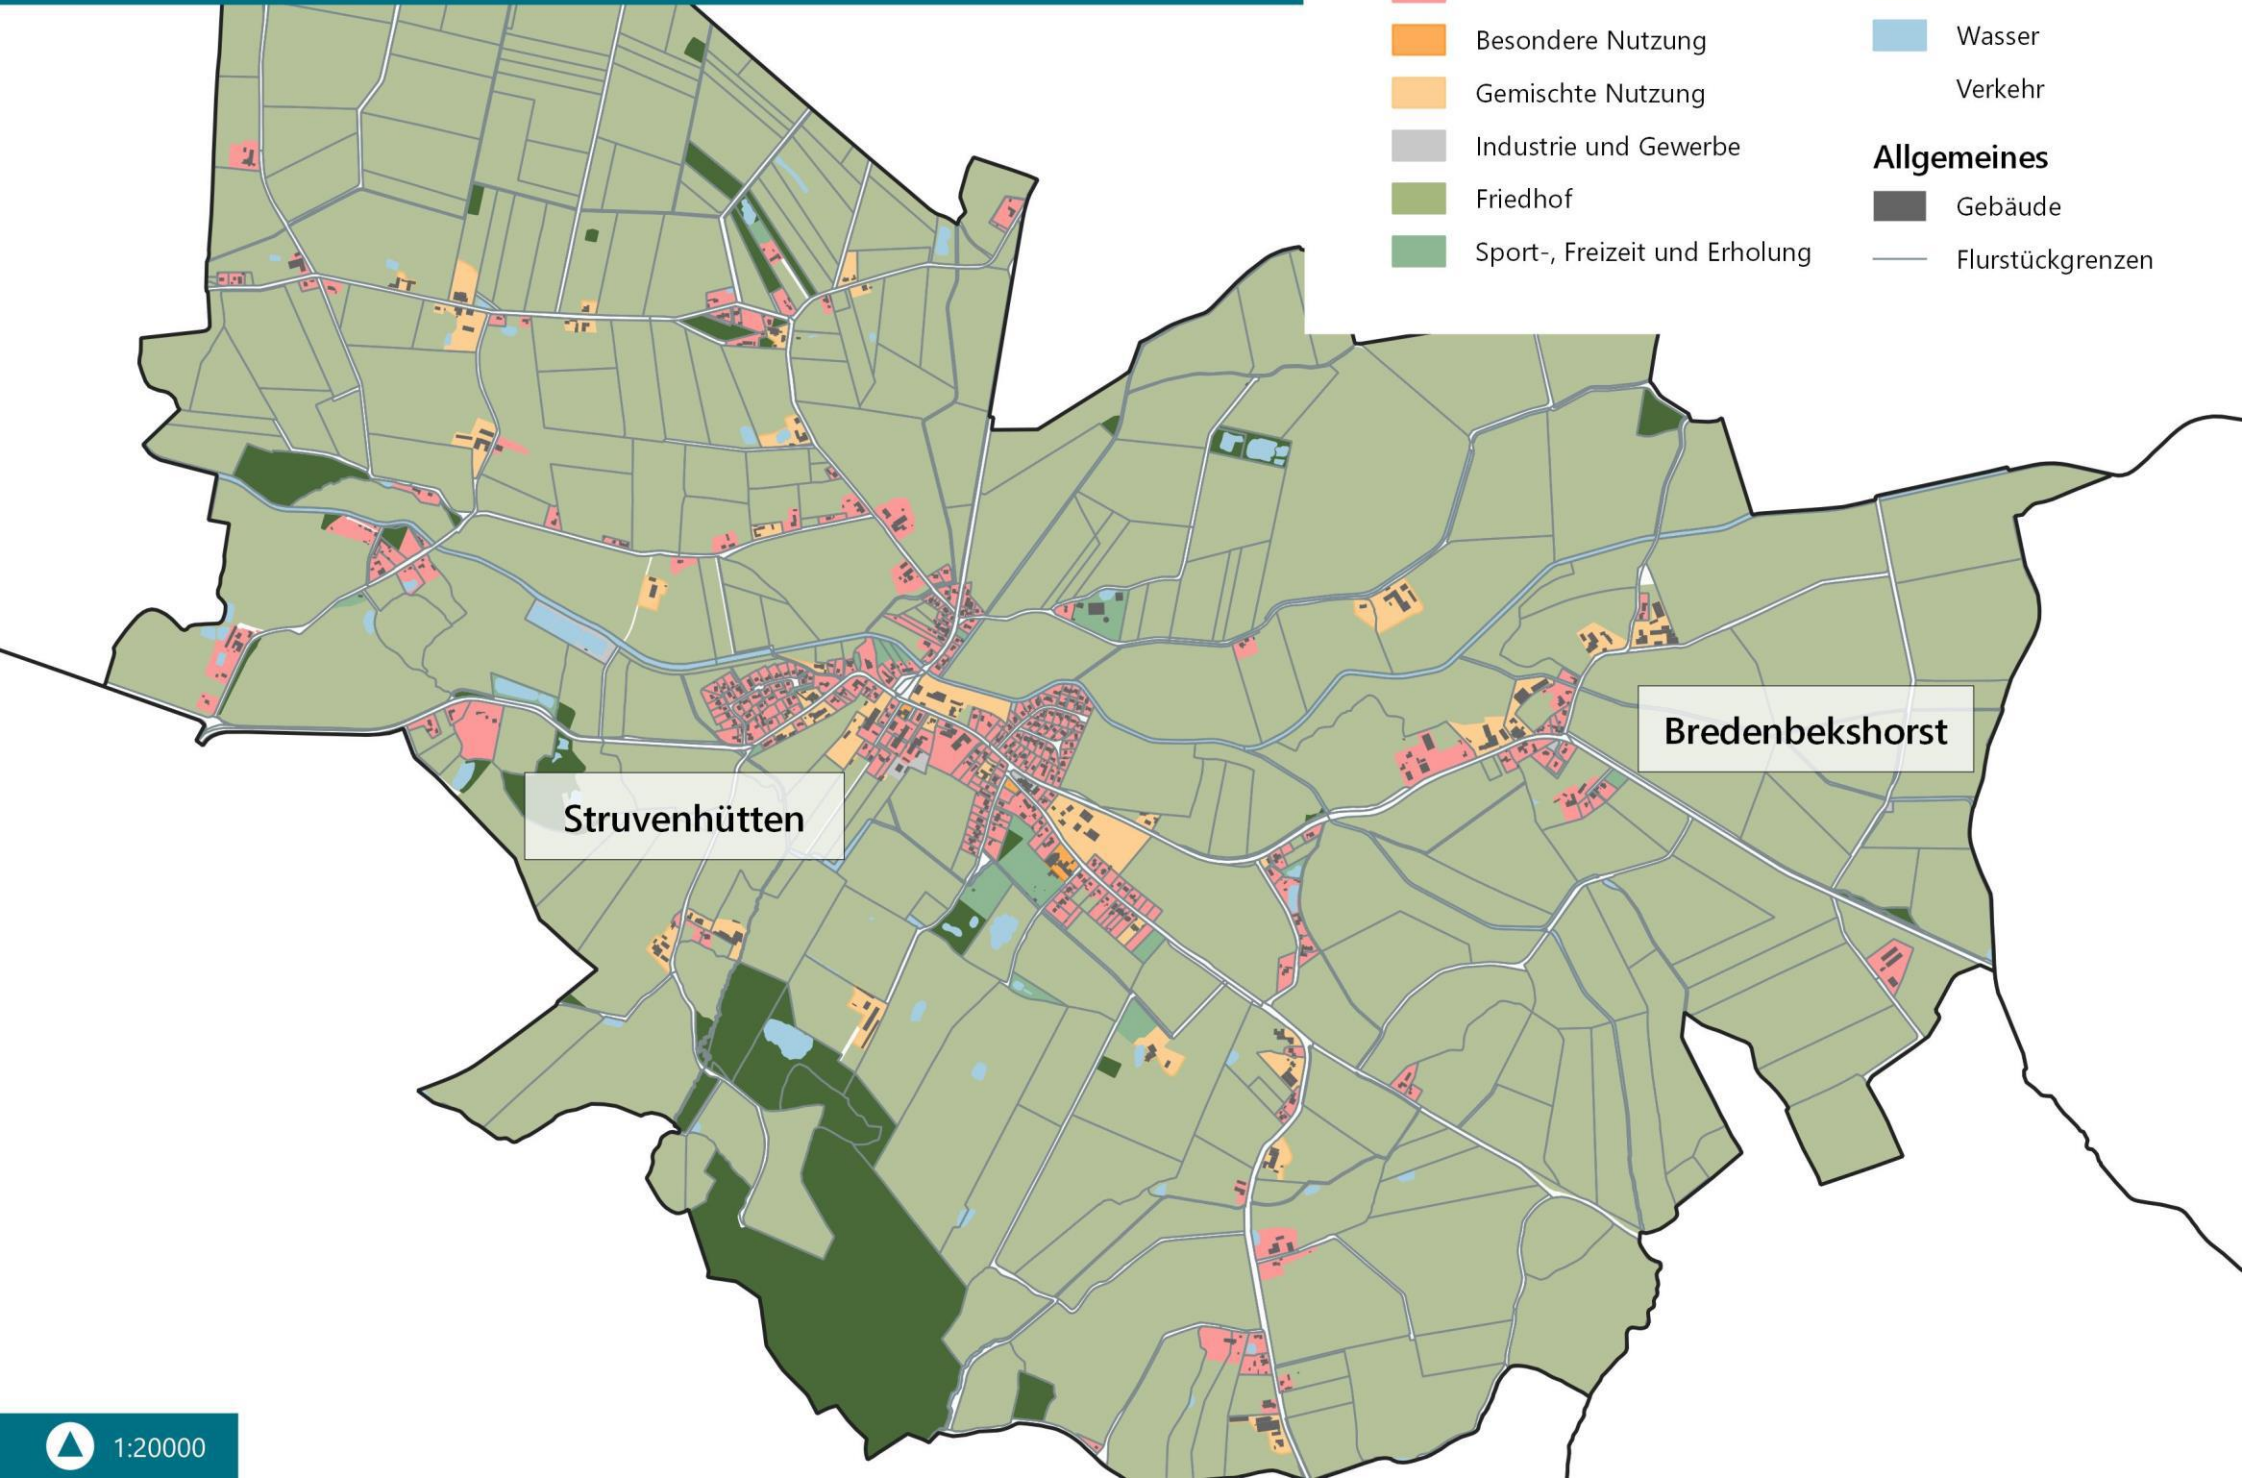 Besondere Nutzung
Gemischte Nutzung
Industrie und Gewerbe
Friedhof
Sport-, Freizeit und Erholung
Wasser
Verkehr
Allgemeines
Gebäude
Flurstückgrenzen
Bredenbekshorst
Struvenhütten
1:20000